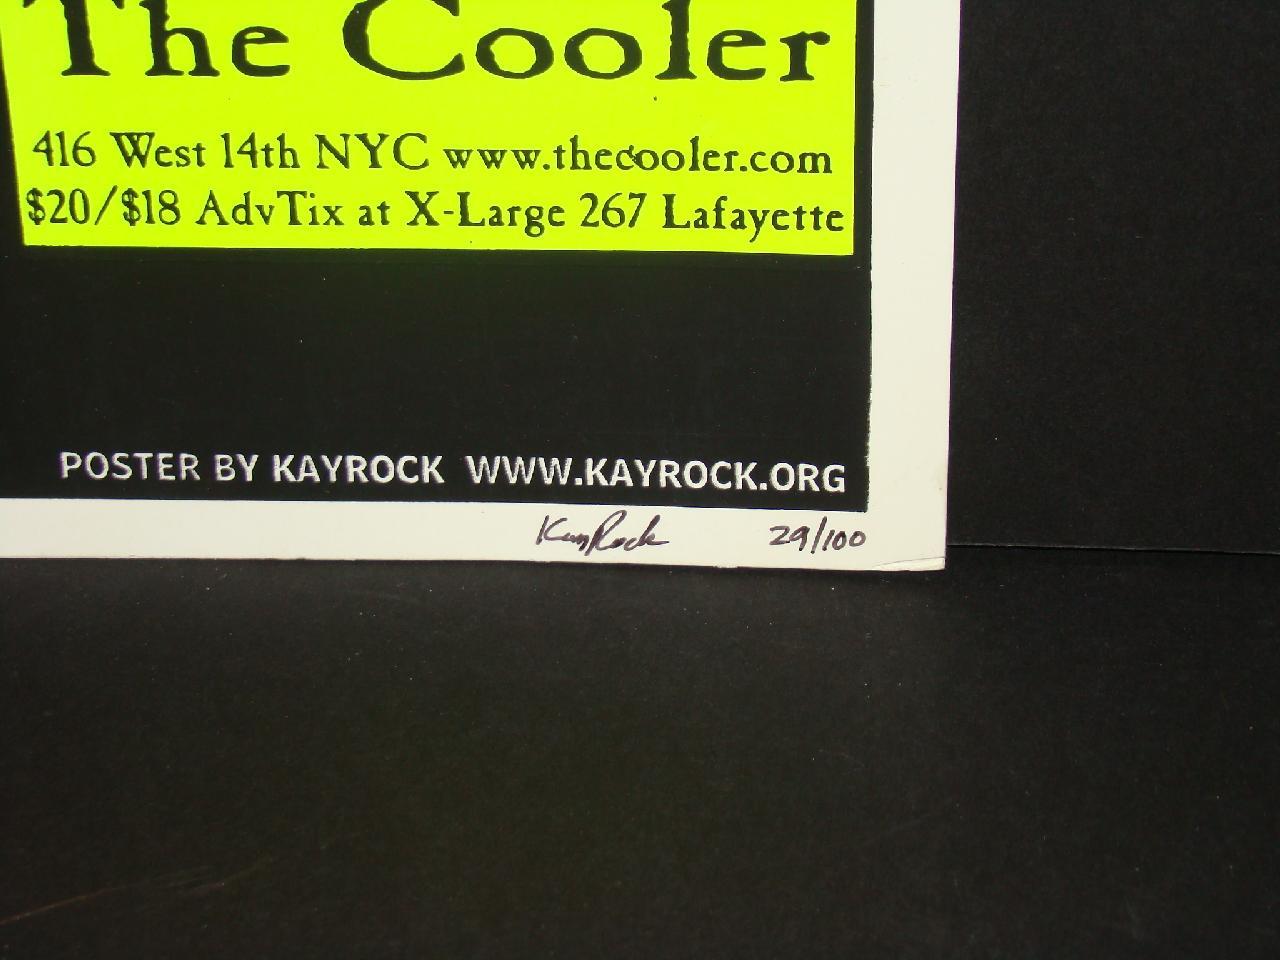 The Cooler
416 West 14th NYC www.thecooler.com
$20/$18 AdvTix at X-Large 267 Lafayette
POSTER BY KAYROCK WWW.KAYROCK.ORG
KayRock 29/100